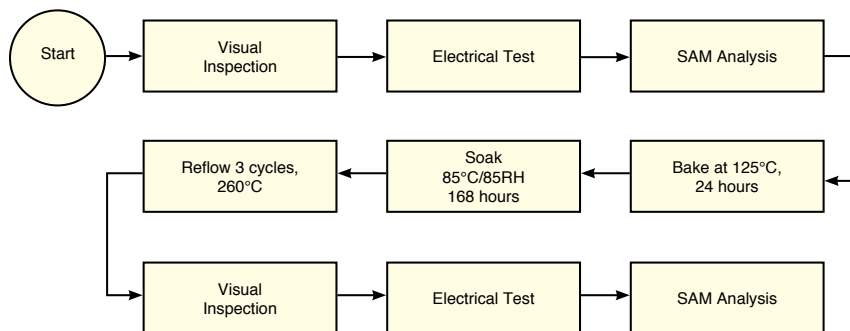 Start
Visual
Inspection
Electrical Test
SAM Analysis
Reflow 3 cycles,
260°C
Soak
85°C/85RH
168 hours
Bake at 125°C,
24 hours
Visual
Inspection
Electrical Test
SAM Analysis